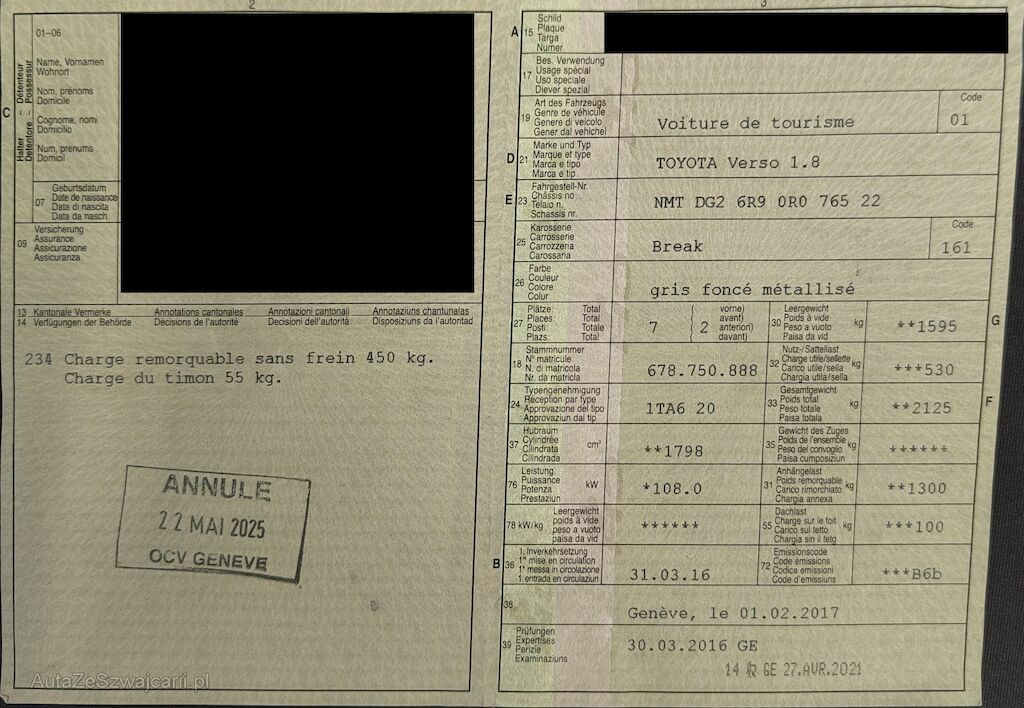 2
01-06
Name, Vornamen
Wohnort
Nom, prénoms
Domicile
Cognome, nomi
Domicilio
Num, prenums
Domicil
C
Halter – Détenteur
Detentore – Possessur
07
Geburtsdatum
Date de naissance
Data di nascita
Data da nasch.
09
Versicherung
Assurance
Assicurazione
Assicuranza
13 Kantonale Vermerke Annotations cantonales Annotazioni cantonali Annotaziuns chantunalas
14 Verfügungen der Behörde Décisions de l'autorité Decisioni dell'autorità Disposiziuns da l'autoritad
234 Charge remorquable sans frein 450 kg.
Charge du timon 55 kg.
ANNULE
22 MAI 2025
OCV GENEVE
AutaZeSzwajcarii.pl
3
A 15
Schild
Plaque
Targa
Numer
17
Bes. Verwendung
Usage spécial
Uso speciale
Diever spezial
19
Art des Fahrzeugs
Genre de véhicule
Genere di veicolo
Gener dal vehichel
Voiture de tourisme
Code
01
D 21
Marke und Typ
Marque et type
Marca e tipo
Marca e tip
TOYOTA Verso 1.8
E 23
Fahrgestell-Nr.
Châssis no
Telaio n.
Schassis nr.
NMT DG2 6R9 0R0 765 22
25
Karosserie
Carrosserie
Carrozzeria
Carossaria
Break
Code
161
26
Farbe
Couleur
Colore
Colur
gris foncé métallisé
27
Plätze: Total vorne)
Places: Total avant)
Posti: Totale anteriori)
Plazs: Total davant)
7 2
30
Leergewicht
Poids à vide
Peso a vuoto
Paisa da vid
kg
**1595
G
18
Stammnummer
N° matricule
N. di matricola
Nr. da matricla
678.750.888
32
Nutz-/Sattellast
Charge utile/sellette
Carico utile/sella
Chargia utila/sella
kg
***530
24
Typengenehmigung
Réception par type
Approvazione del tipo
Approvaziun dal tip
1TA6 20
33
Gesamtgewicht
Poids total
Peso totale
Paisa totala
kg
**2125
F
37
Hubraum
Cylindrée
Cilindrata
Cilindrada
cm³
**1798
35
Gewicht des Zuges
Poids de l'ensemble
Peso del convoglio
Paisa cumposiziun
kg
******
76
Leistung
Puissance
Potenza
Prestaziun
kW
*108.0
31
Anhängelast
Poids remorquable
Carico rimorchiato
Chargia annexa
kg
**1300
78 kW/kg
Leergewicht
poids à vide
peso a vuoto
paisa da vid
******
55
Dachlast
Charge sur le toit
Carico sul tetto
Chargia sin il tetg
kg
***100
B 36
1. Inverkehrsetzung
1re mise en circulation
1a messa in circolazione
1. entrada en circulaziun
31.03.16
72
Emissionscode
Code émissions
Codice emissioni
Code d'emissiuns
***B6b
38
Genève, le 01.02.2017
39
Prüfungen
Expertises
Perizie
Examinaziuns
30.03.2016 GE
GE 27.AVR.2021